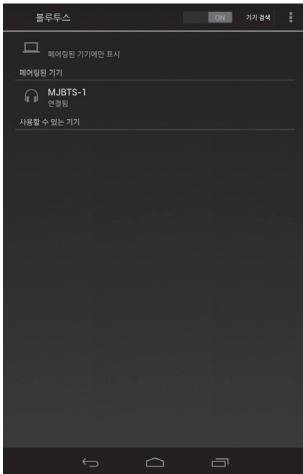 블루투스
ON
기기 검색
페어링된 기기에만 표시
페어링된 기기
MJBTS-1
연결됨
사용할 수 있는 기기